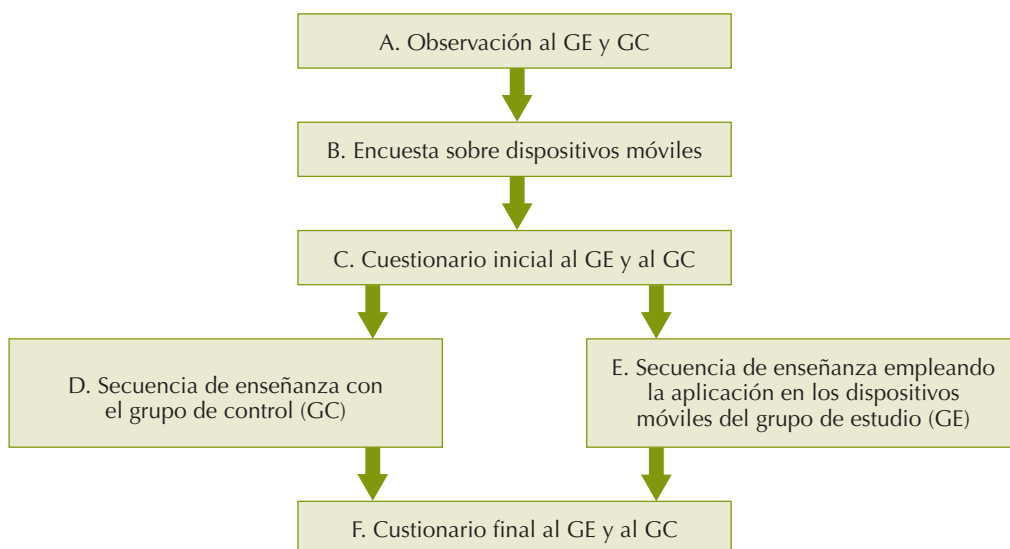 A. Observación al GE y GC
B. Encuesta sobre dispositivos móviles
C. Cuestionario inicial al GE y al GC
D. Secuencia de enseñanza con
el grupo de control (GC)
E. Secuencia de enseñanza empleando
la aplicación en los dispositivos
móviles del grupo de estudio (GE)
F. Custionario final al GE y al GC